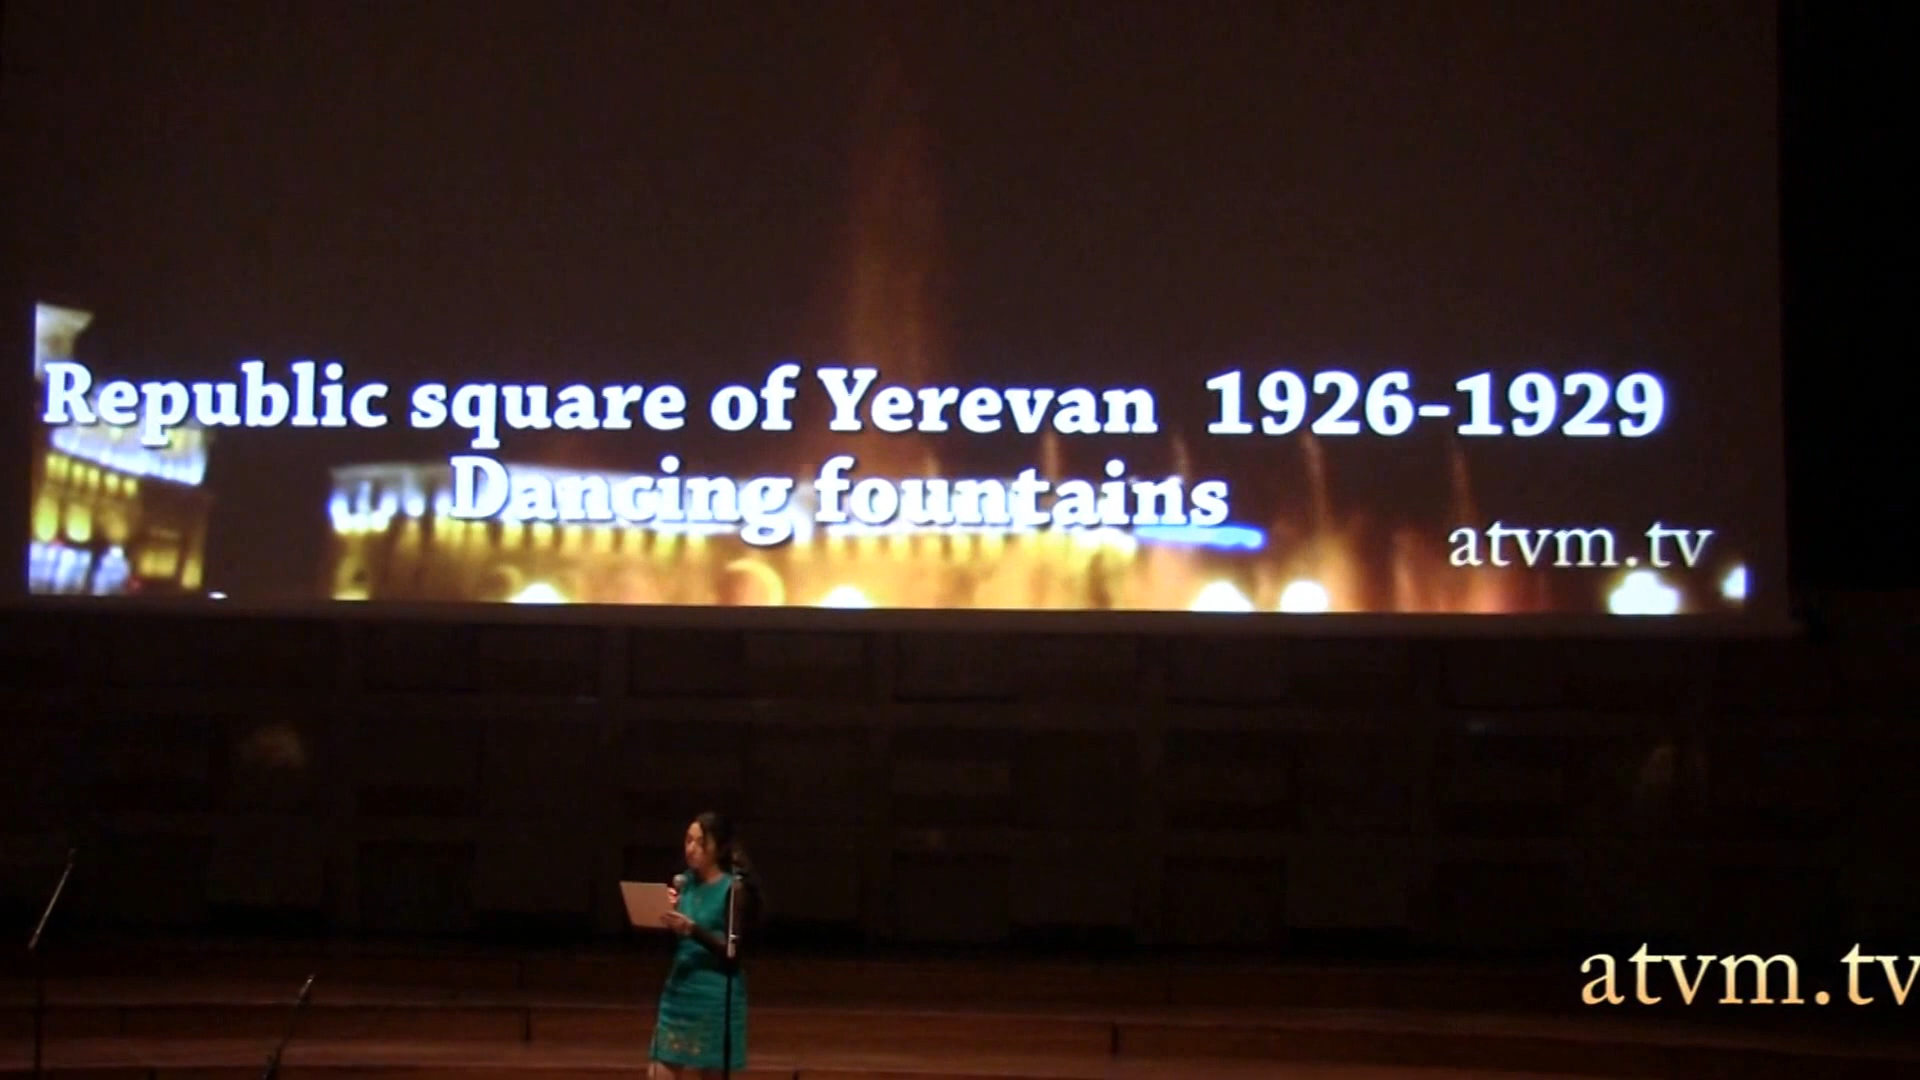 Republic square of Yerevan 1926-1929
Dancing fountains
atvm.tv
atvm.tv